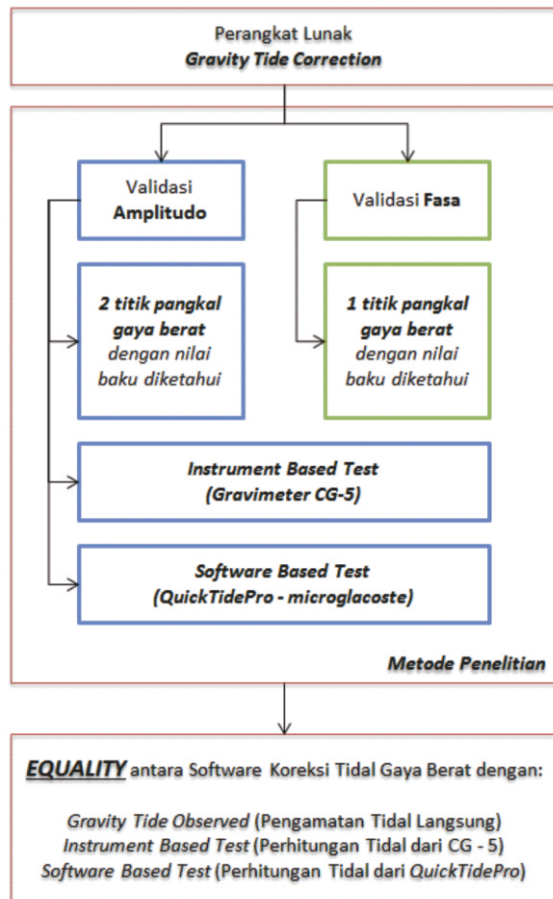 Perangkat Lunak
Gravity Tide Correction
Validasi
Amplitudo
Validasi Fasa
2 titik pangkal
gaya berat
dengan nilai
baku diketahui
1 titik pangkal
gaya berat
dengan nilai
baku diketahui
Instrument Based Test
(Gravimeter CG-5)
Software Based Test
(QuickTidePro - microglacoste)
Metode Penelitian
EQUALITY antara Software Koreksi Tidal Gaya Berat dengan:
Gravity Tide Observed (Pengamatan Tidal Langsung)
Instrument Based Test (Perhitungan Tidal dari CG - 5)
Software Based Test (Perhitungan Tidal dari QuickTidePro)